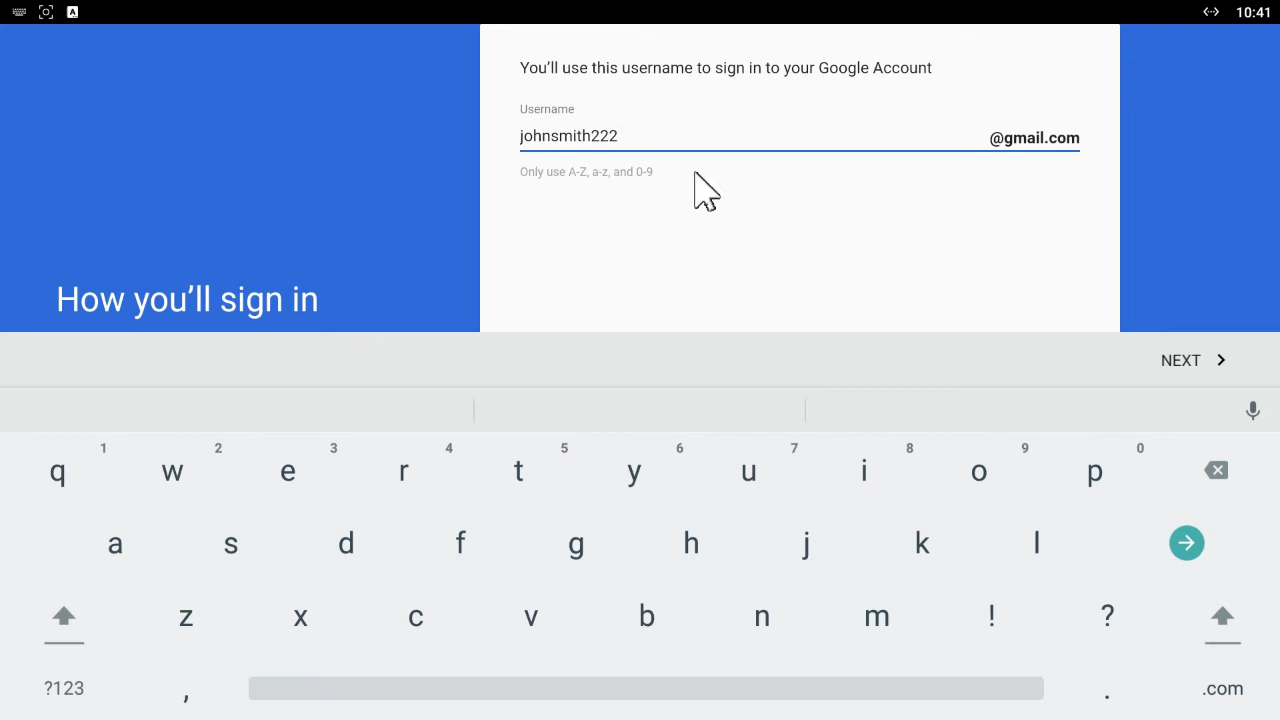 A 10:41
You’ll use this username to sign in to your Google Account
Username
johnsmith222 @gmail.com
Only use A-Z, a-z, and 0-9
How you’ll sign in
NEXT
1 2 3 4 5 6 7 8 9 0
q w e r t y u i o p
a s d f g h j k l
z x c v b n m ! ?
?123 , . .com